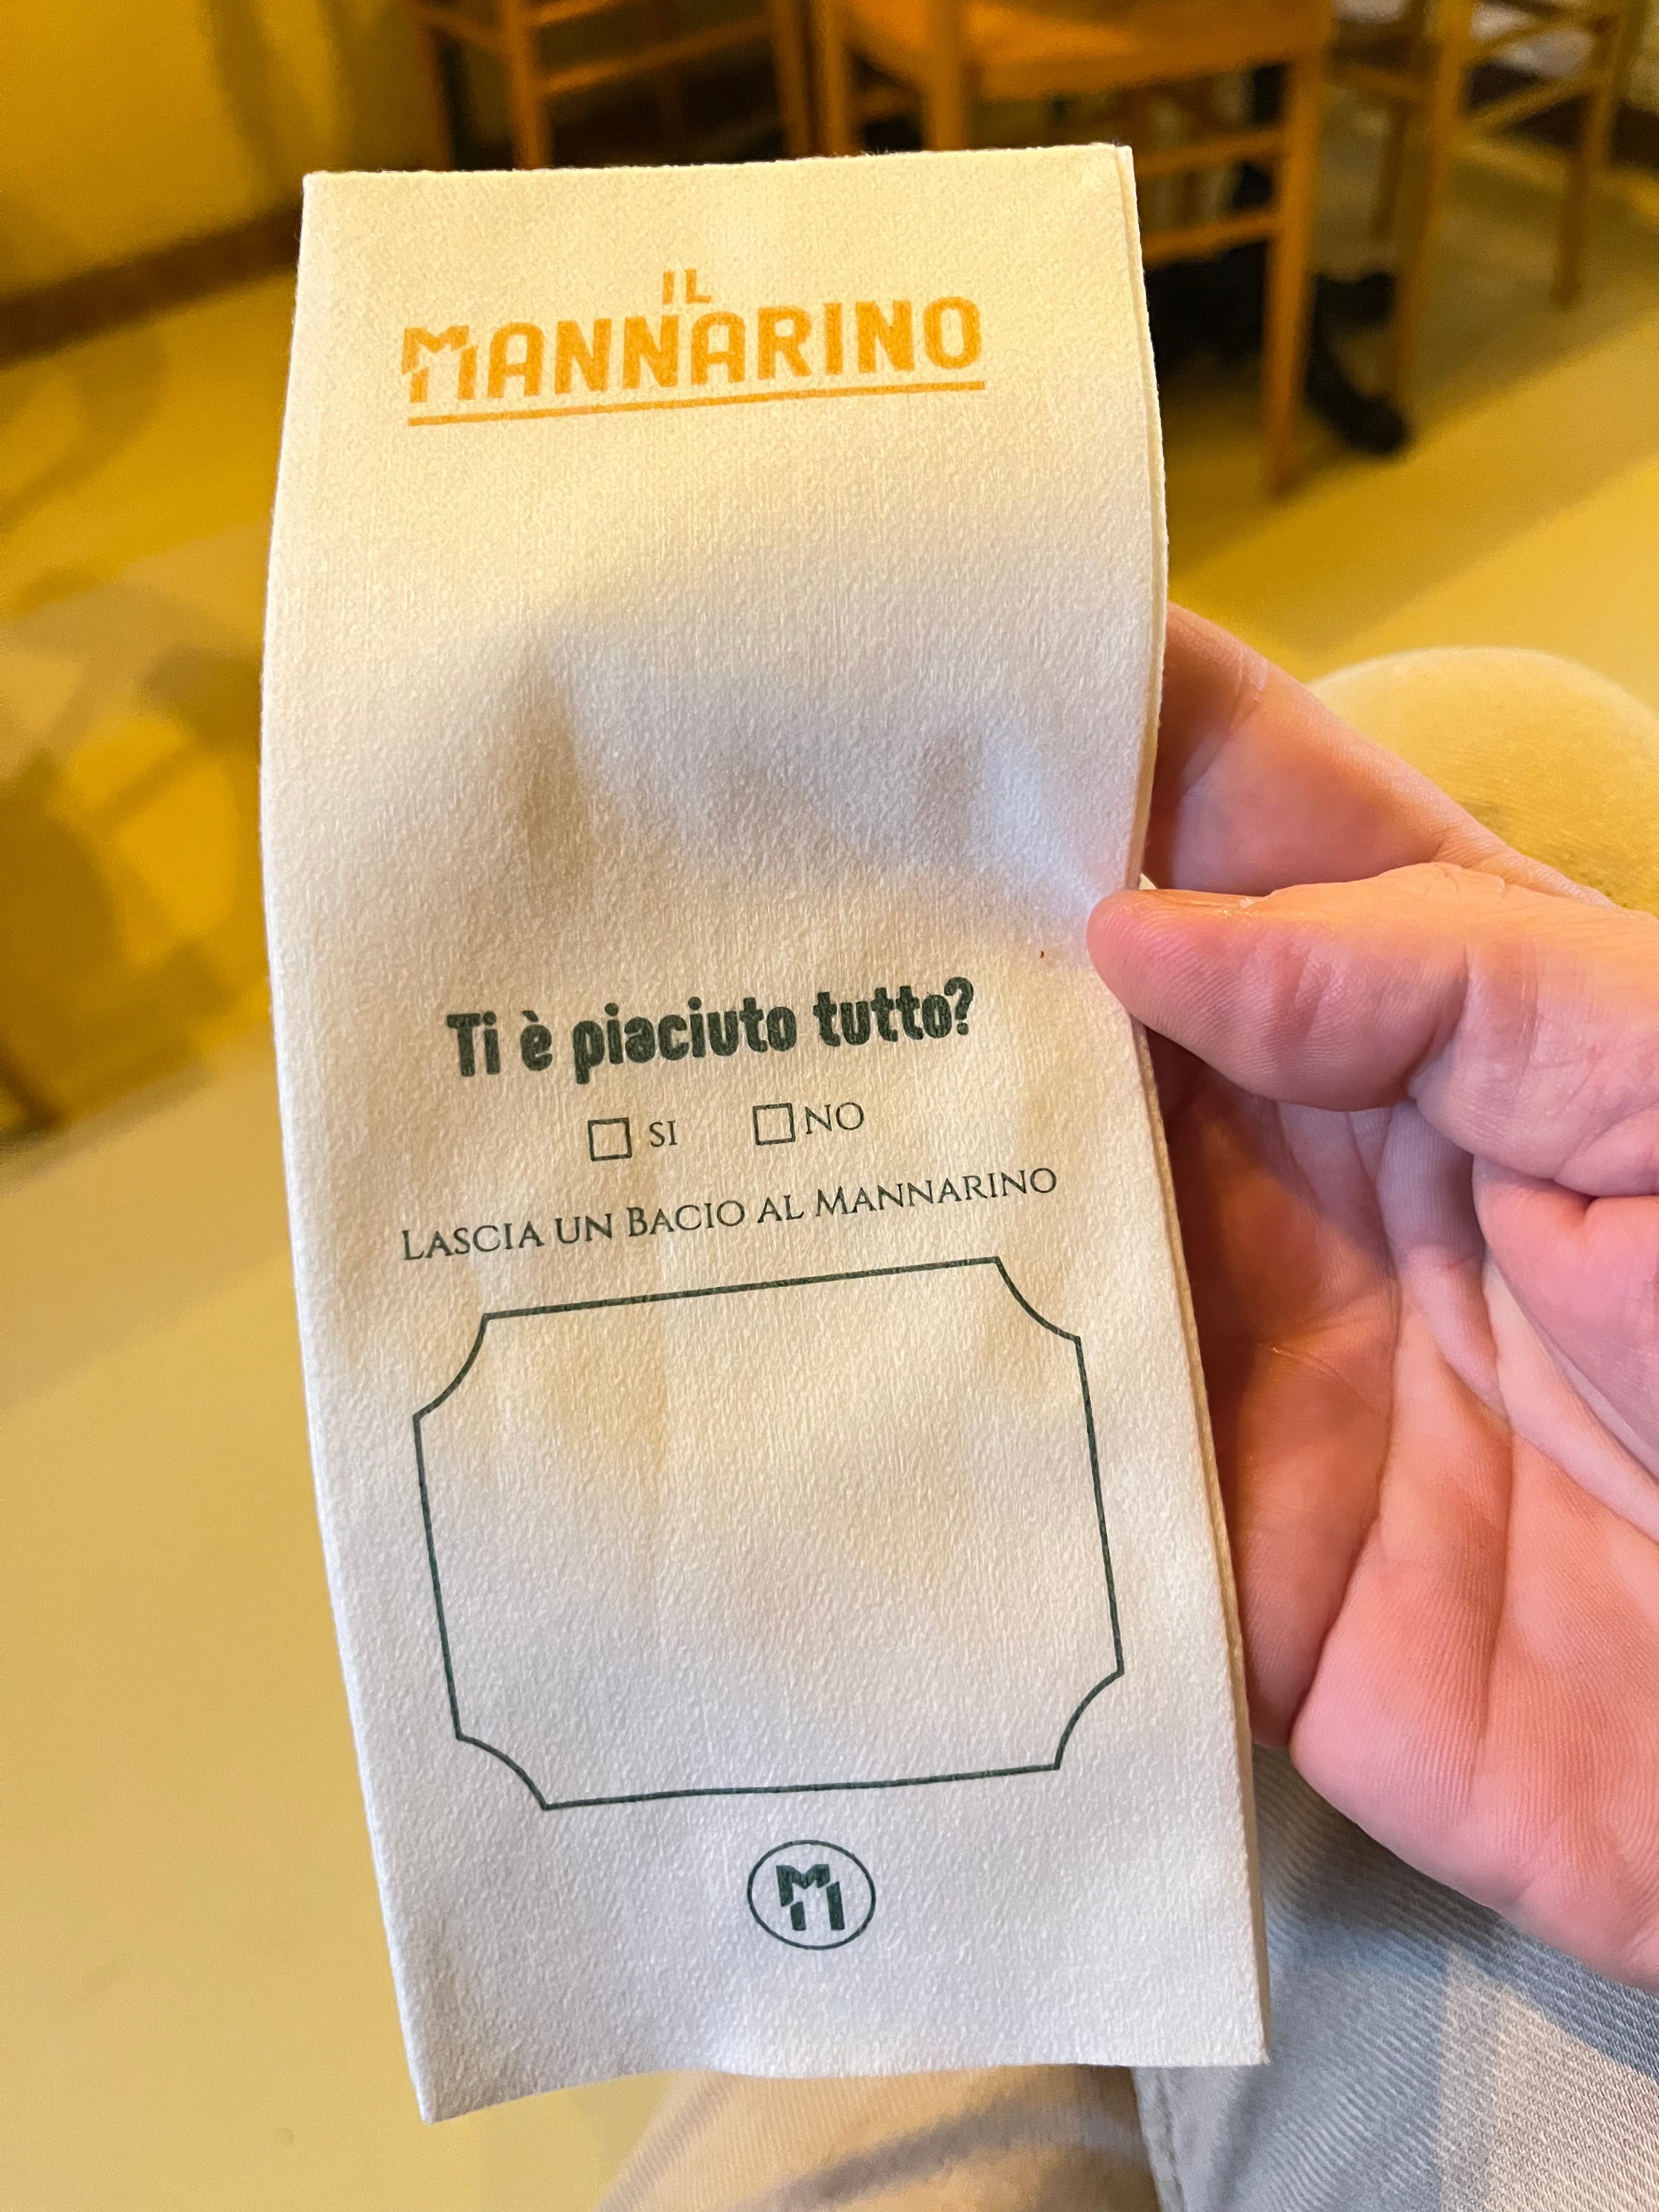 IL
MANNARINO
Ti è piaciuto tutto?
☐ SI ☐ NO
LASCIA UN BACIO AL MANNARINO
M